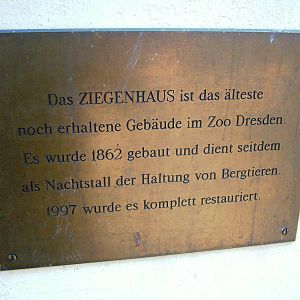 Das ZIEGENHAUS ist das älteste
noch erhaltene Gebäude im Zoo Dresden.
Es wurde 1862 gebaut und dient seitdem
als Nachtstall der Haltung von Bergtieren.
1997 wurde es komplett restauriert.